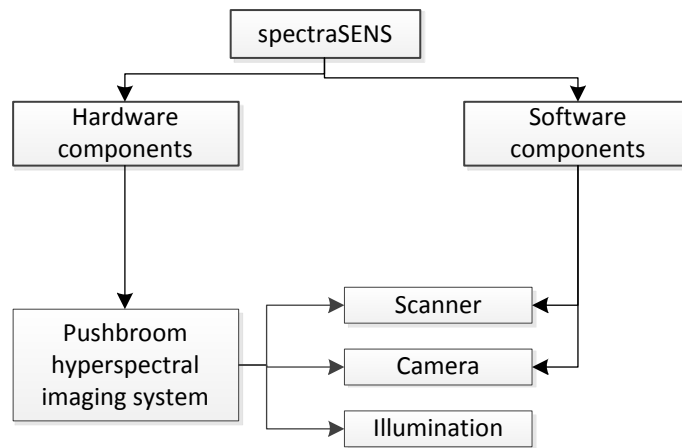 spectraSENS
Hardware
components
Software
components
Pushbroom
hyperspectral
imaging system
Scanner
Camera
Illumination